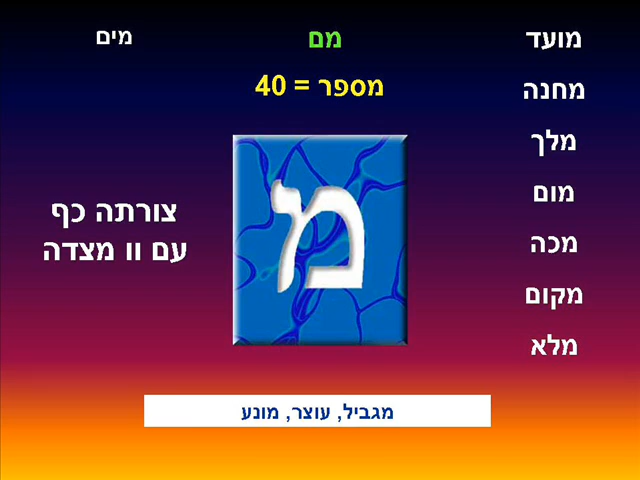 מועד
מחנה
מלך
מום
מכה
מקום
מלא
מם
מספר = 40
מ
מים
צורתה כף
עם וו מצדה
מגביל, עוצר, מונע